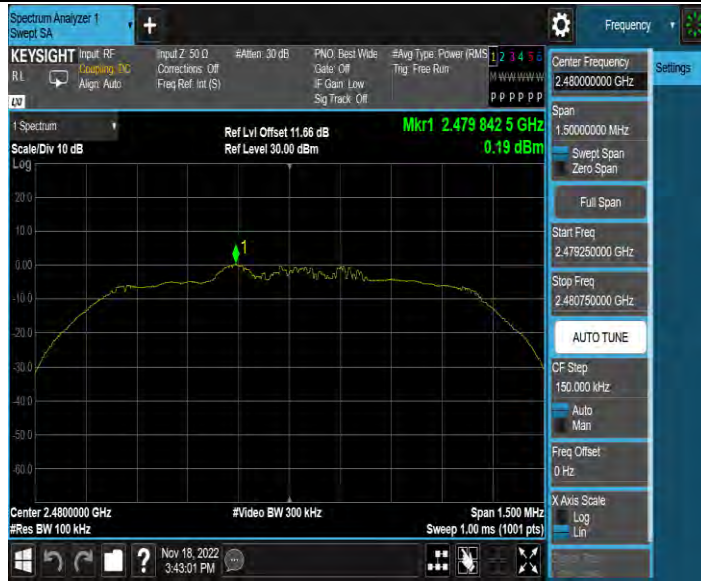 Spectrum Analyzer 1
Swept SA
+
Frequency
KEYSIGHT
RL
LXI
Input: RF
Coupling: DC
Align: Auto
Input Z: 50 Ω
Corrections: Off
Freq Ref: Int (S)
#Atten: 30 dB
PNO: Best Wide
Gate: Off
IF Gain: Low
Sig Track: Off
#Avg Type: Power (RMS
Trig: Free Run
1 2 3 4 5 6
M W W W W W
P P P P P P
1 Spectrum
Scale/Div 10 dB
Ref Lvl Offset 11.66 dB
Ref Level 30.00 dBm
Mkr1 2.479 842 5 GHz
0.19 dBm
Log
20.0
10.0
0.00
-10.0
-20.0
-30.0
-40.0
-50.0
-60.0
1
Center 2.4800000 GHz
#Res BW 100 kHz
#Video BW 300 kHz
Span 1.500 MHz
Sweep 1.00 ms (1001 pts)
?
Nov 18, 2022
3:43:01 PM
Center Frequency
2.480000000 GHz
Settings
Span
1.50000000 MHz
Swept Span
Zero Span
Full Span
Start Freq
2.479250000 GHz
Stop Freq
2.480750000 GHz
AUTO TUNE
CF Step
150.000 kHz
Auto
Man
Freq Offset
0 Hz
X Axis Scale
Log
Lin